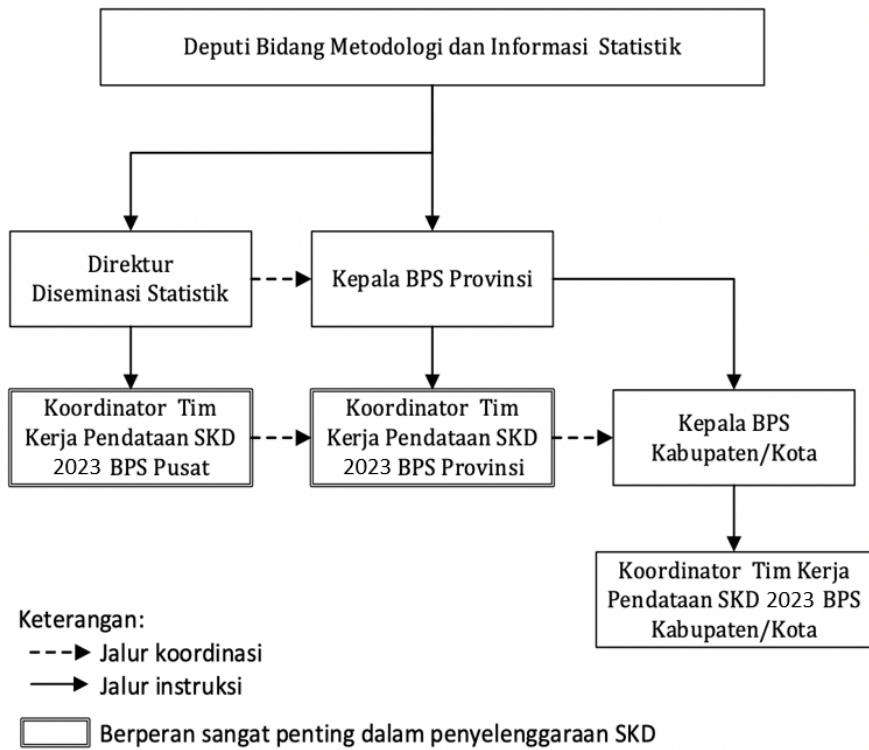 Deputi Bidang Metodologi dan Informasi Statistik
Direktur
Diseminasi Statistik
Kepala BPS Provinsi
Koordinator Tim
Kerja Pendataan SKD
2023 BPS Pusat
Koordinator Tim
Kerja Pendataan SKD
2023 BPS Provinsi
Kepala BPS
Kabupaten/Kota
Koordinator Tim Kerja
Pendataan SKD 2023 BPS
Kabupaten/Kota
Keterangan:
Jalur koordinasi
Jalur instruksi
Berperan sangat penting dalam penyelenggaraan SKD